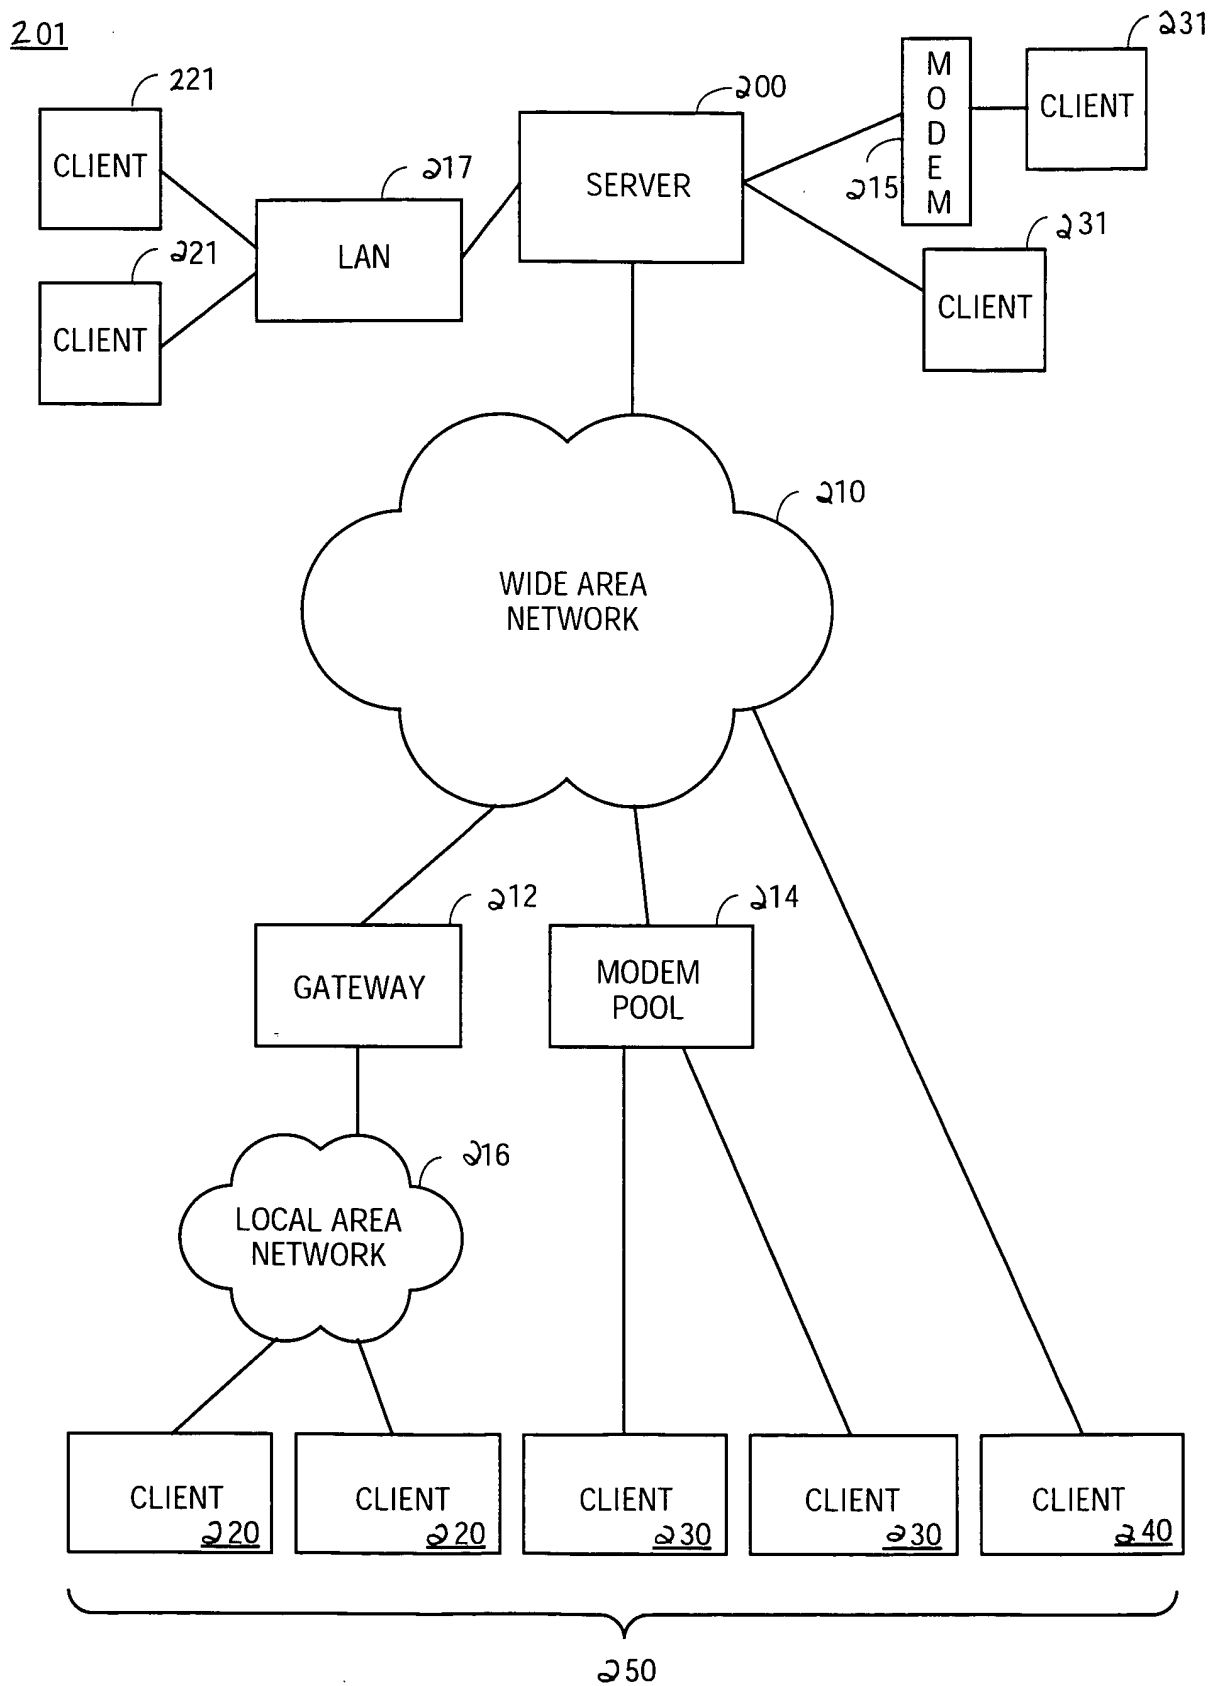 201
221
CLIENT
221
CLIENT
217
LAN
200
SERVER
MODEM
215
231
CLIENT
231
CLIENT
210
WIDE AREA
NETWORK
212
GATEWAY
214
MODEM
POOL
216
LOCAL AREA
NETWORK
CLIENT
220
CLIENT
220
CLIENT
230
CLIENT
230
CLIENT
240
250